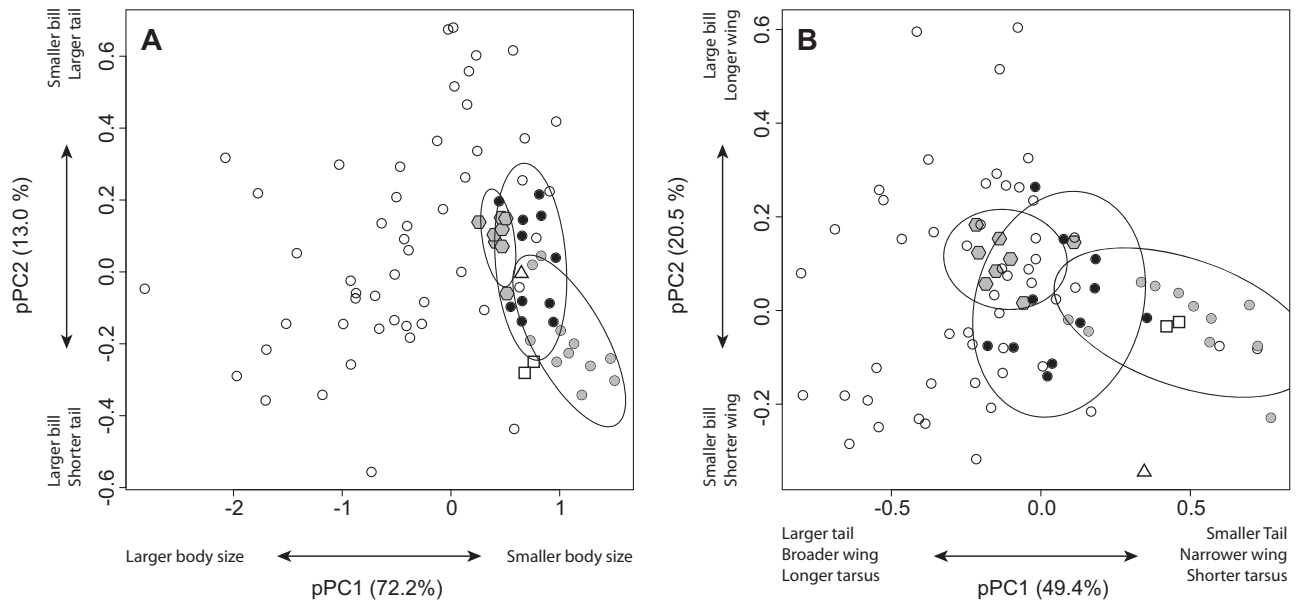 A
Smaller bill
Larger tail
pPC2 (13.0 %)
Larger bill
Shorter tail
0.6
0.4
0.2
0.0
-0.2
-0.4
-0.6
-2 -1 0 1
Larger body size
Smaller body size
pPC1 (72.2%)
B
Large bill
Longer wing
pPC2 (20.5 %)
Smaller bill
Shorter wing
0.6
0.4
0.2
0.0
-0.2
-0.5 0.0 0.5
Larger tail
Broader wing
Longer tarsus
Smaller Tail
Narrower wing
Shorter tarsus
pPC1 (49.4%)